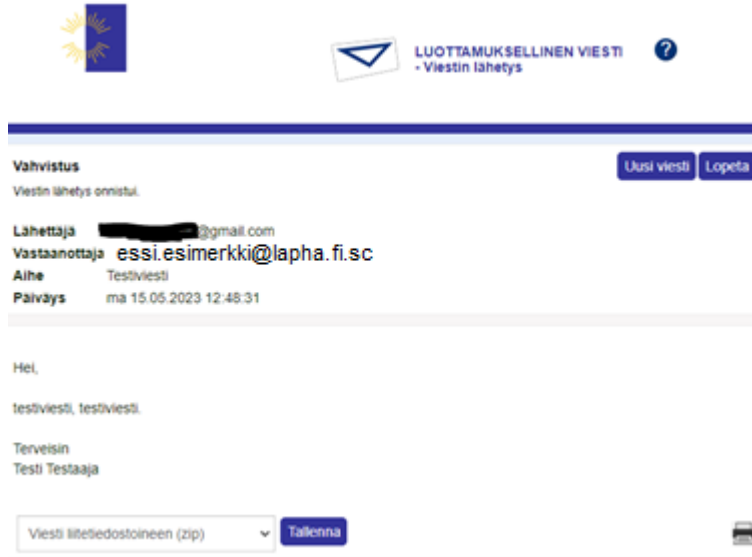 LUOTTAMUKSELLINEN VIESTI
- Viestin lähetys
?
Vahvistus
Uusi viesti Lopeta
Viestin lähetys onnistui.
Lähettäjä @gmail.com
Vastaanottaja essi.esimerkki@lapha.fi.sc
Aihe Testiviesti
Päiväys ma 15.05.2023 12:48:31
Hei,
testiviesti, testiviesti.
Terveisin
Testi Testaaja
Viesti liitetiedostoineen (zip) Tallenna